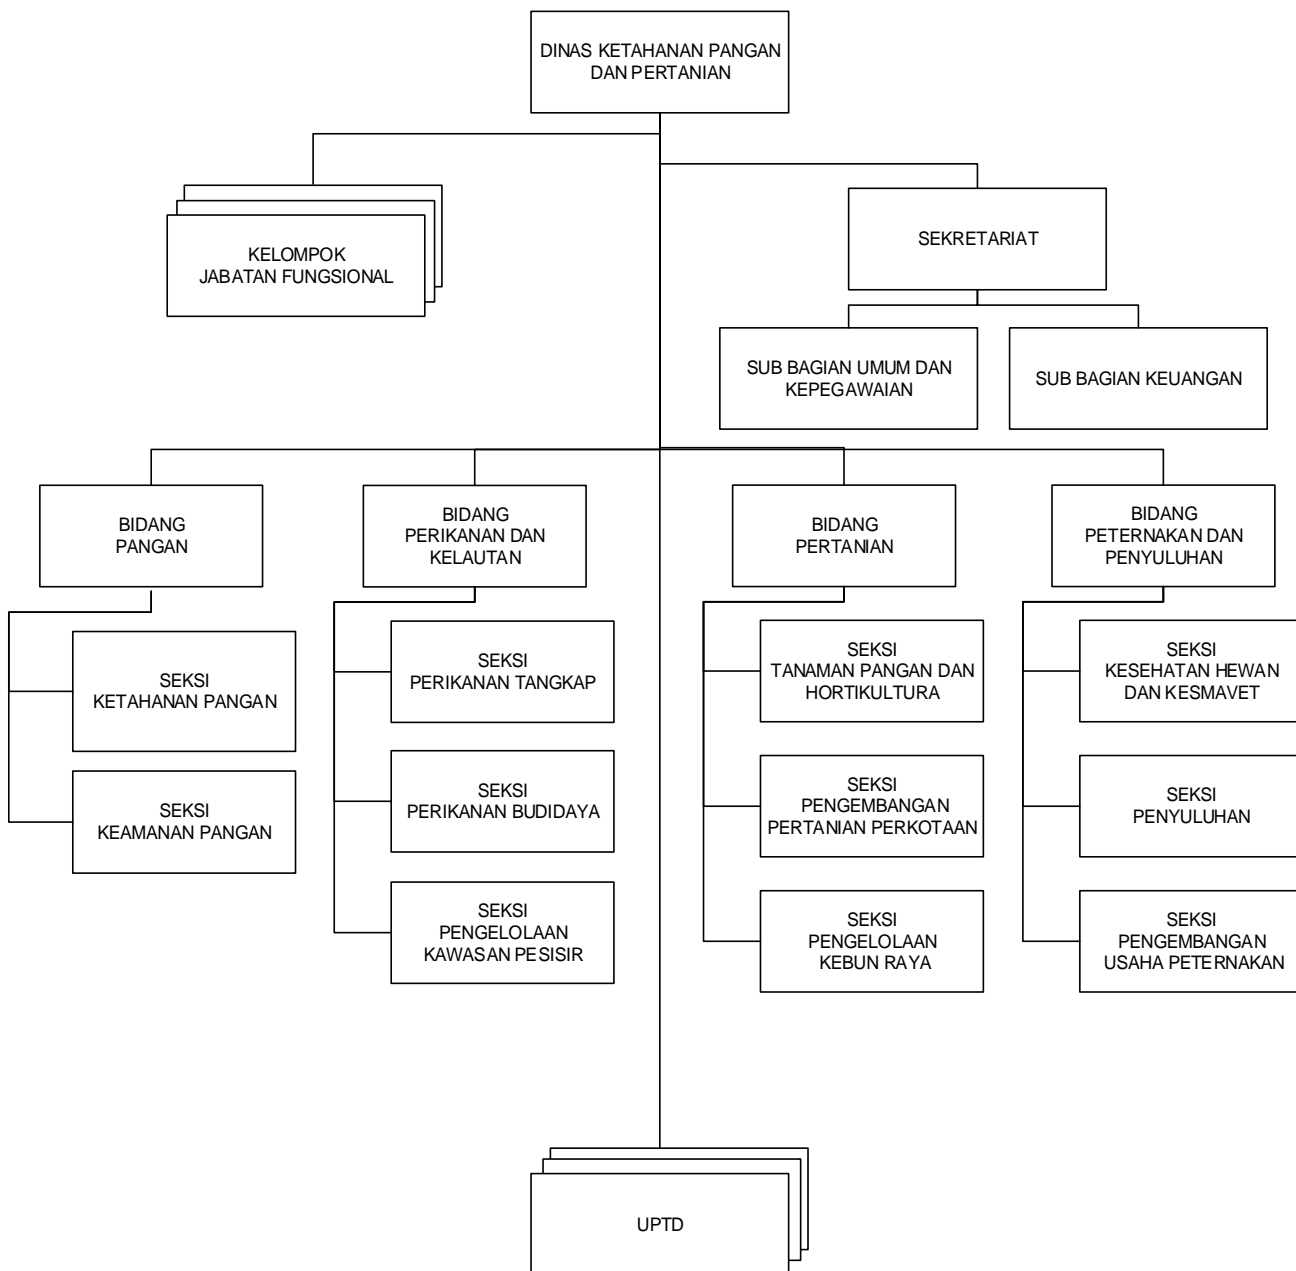 DINAS KETAHANAN PANGAN
DAN PERTANIAN
KELOMPOK
JABATAN FUNGSIONAL
SEKRETARIAT
SUB BAGIAN UMUM DAN
KEPEGAWAIAN
SUB BAGIAN KEUANGAN
BIDANG
PANGAN
BIDANG
PERIKANAN DAN
KELAUTAN
BIDANG
PERTANIAN
BIDANG
PETERNAKAN DAN
PENYULUHAN
SEKSI
KETAHANAN PANGAN
SEKSI
KEAMANAN PANGAN
SEKSI
PERIKANAN TANGKAP
SEKSI
PERIKANAN BUDIDAYA
SEKSI
PENGELOLAAN
KAWASAN PESISIR
SEKSI
TANAMAN PANGAN DAN
HORTIKULTURA
SEKSI
PENGEMBANGAN
PERTANIAN PERKOTAAN
SEKSI
PENGELOLAAN
KEBUN RAYA
SEKSI
KESEHATAN HEWAN
DAN KESMAVET
SEKSI
PENYULUHAN
SEKSI
PENGEMBANGAN
USAHA PETERNAKAN
UPTD